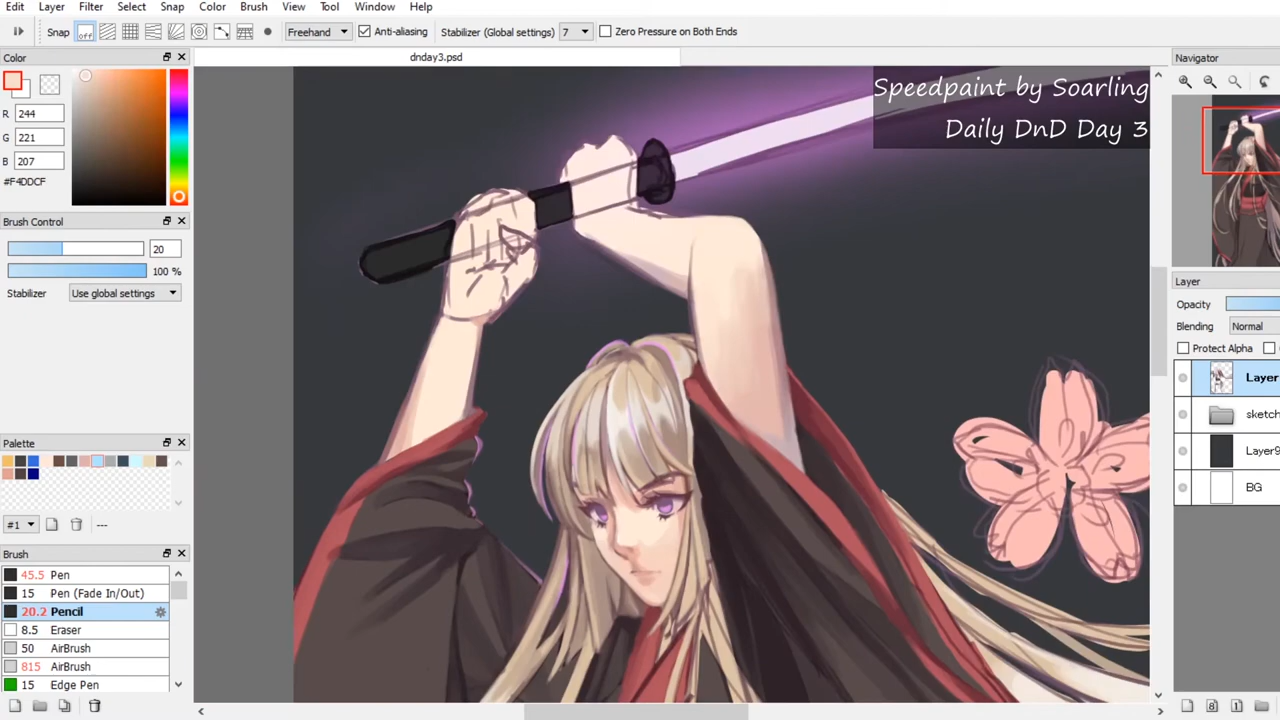 Edit Layer Filter Select Snap Color Brush View Tool Window Help
Snap off Freehand Anti-aliasing Stabilizer (Global settings) 7 Zero Pressure on Both Ends
Color
dnday3.psd
Navigator
Speedpaint by Soarling
Daily DnD Day 3
R 244
G 221
B 207
#F4DDCF
Brush Control
20
100 %
Stabilizer Use global settings
Layer
Opacity
Blending Normal
Protect Alpha
Layer
sketch
Layer9
BG
Palette
#1 ---
Brush
45.5 Pen
15 Pen (Fade In/Out)
20.2 Pencil
8.5 Eraser
50 AirBrush
815 AirBrush
15 Edge Pen